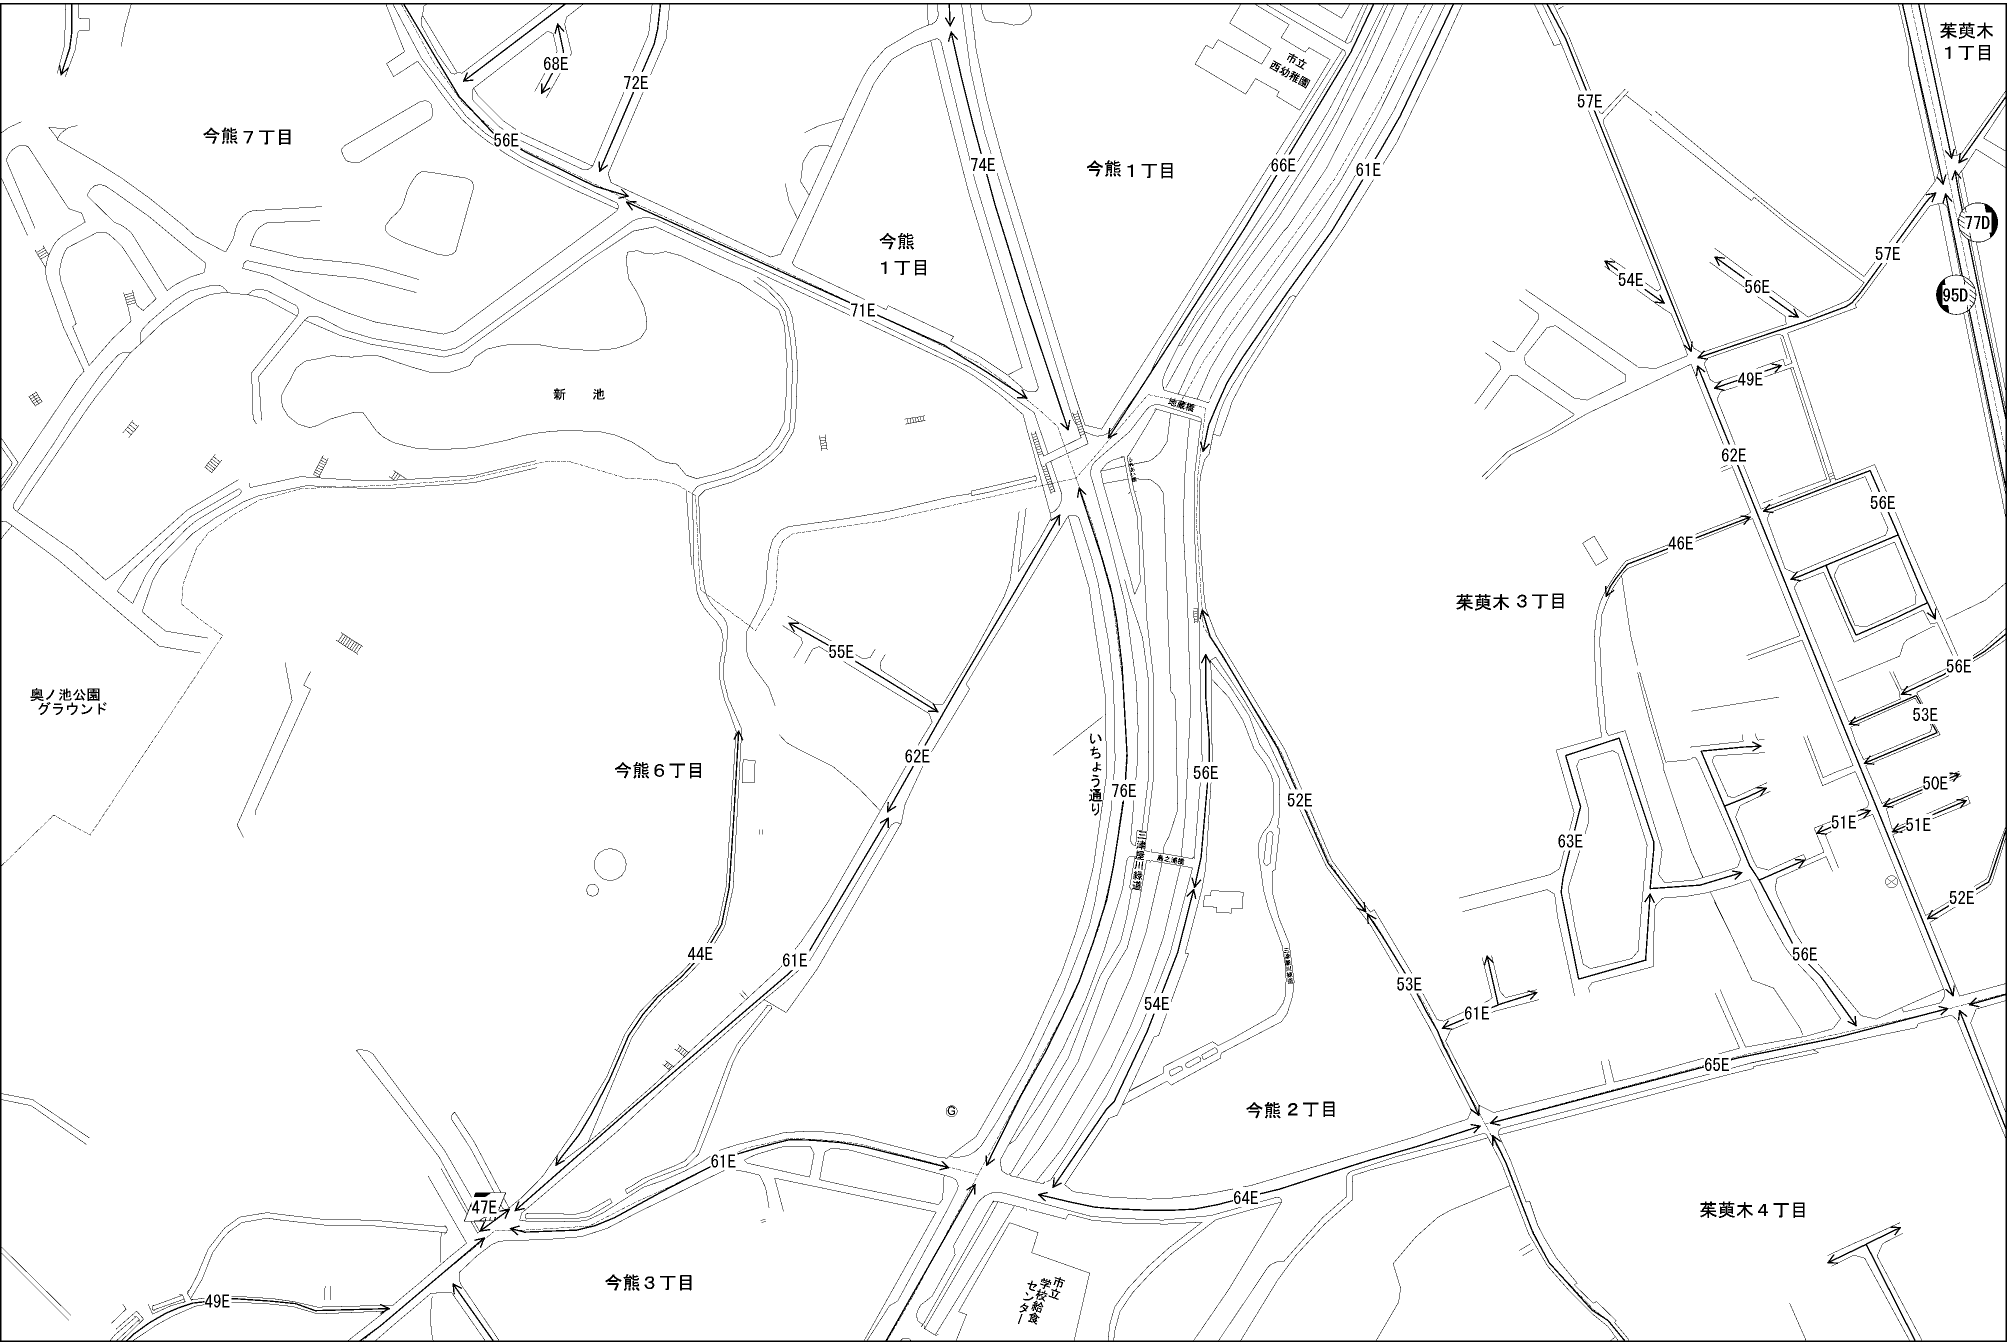 茱萸木
１丁目
68E
72E
市立
西幼稚園
57E
今熊７丁目
56E
74E
今熊１丁目
66E
61E
77D
今熊
１丁目
57E
54E
56E
95D
71E
新　池
49E
地蔵橋
62E
56E
46E
茱萸木３丁目
55E
56E
奥ノ池公園
グラウンド
53E
今熊６丁目
62E
いちょう通り
76E
56E
52E
50E
51E
51E
63E
三津屋川緑道
52E
44E
61E
56E
53E
54E
61E
65E
今熊２丁目
G
61E
47E
64E
茱萸木４丁目
今熊３丁目
市立
学校給食
センター
49E